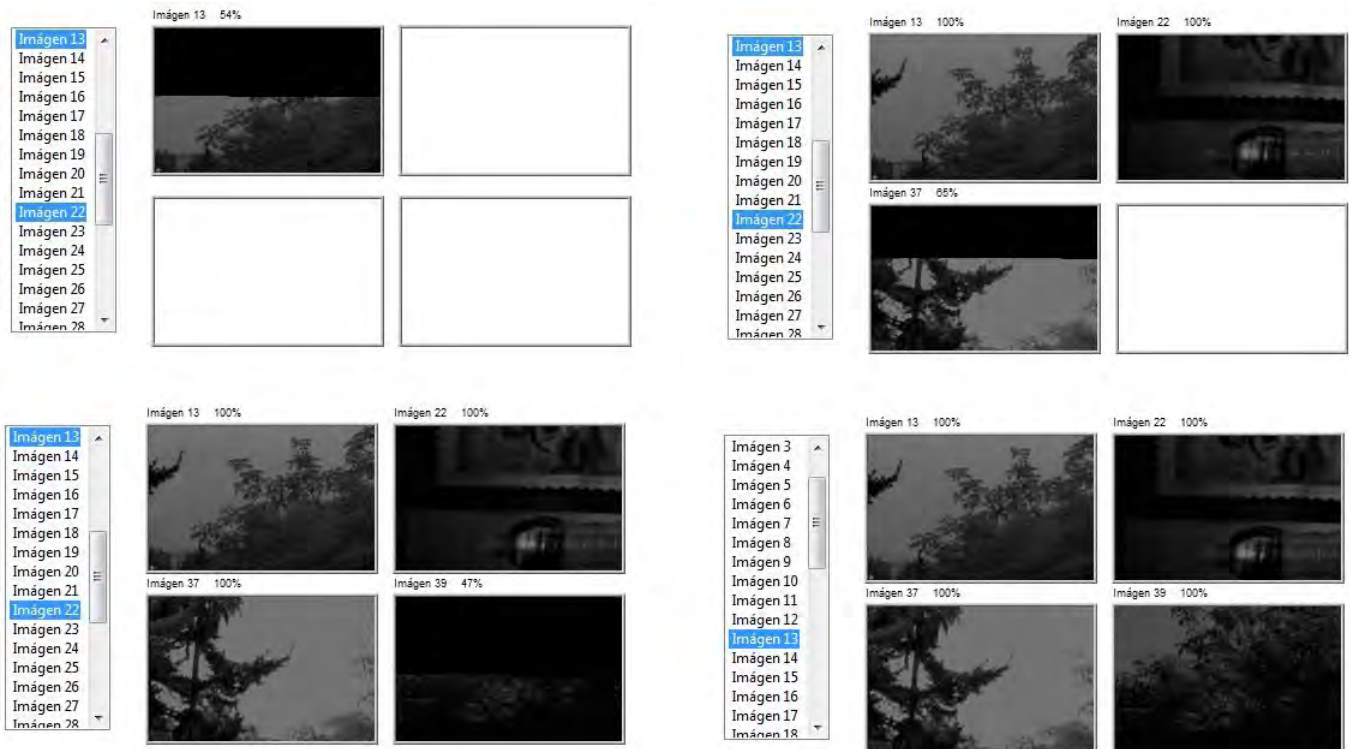 Imágen 13 54%
Imágen 13
Imágen 14
Imágen 15
Imágen 16
Imágen 17
Imágen 18
Imágen 19
Imágen 20
Imágen 21
Imágen 22
Imágen 23
Imágen 24
Imágen 25
Imágen 26
Imágen 27
Imágen 28
Imágen 13 100% Imágen 22 100%
Imágen 13
Imágen 14
Imágen 15
Imágen 16
Imágen 17
Imágen 18
Imágen 19
Imágen 20
Imágen 21
Imágen 22
Imágen 23
Imágen 24
Imágen 25
Imágen 26
Imágen 27
Imágen 28
Imágen 37 65%
Imágen 13 100% Imágen 22 100%
Imágen 13
Imágen 14
Imágen 15
Imágen 16
Imágen 17
Imágen 18
Imágen 19
Imágen 20
Imágen 21
Imágen 22
Imágen 23
Imágen 24
Imágen 25
Imágen 26
Imágen 27
Imágen 28
Imágen 37 100% Imágen 39 47%
Imágen 13 100% Imágen 22 100%
Imágen 3
Imágen 4
Imágen 5
Imágen 6
Imágen 7
Imágen 8
Imágen 9
Imágen 10
Imágen 11
Imágen 12
Imágen 13
Imágen 14
Imágen 15
Imágen 16
Imágen 17
Imágen 18
Imágen 37 100% Imágen 39 100%